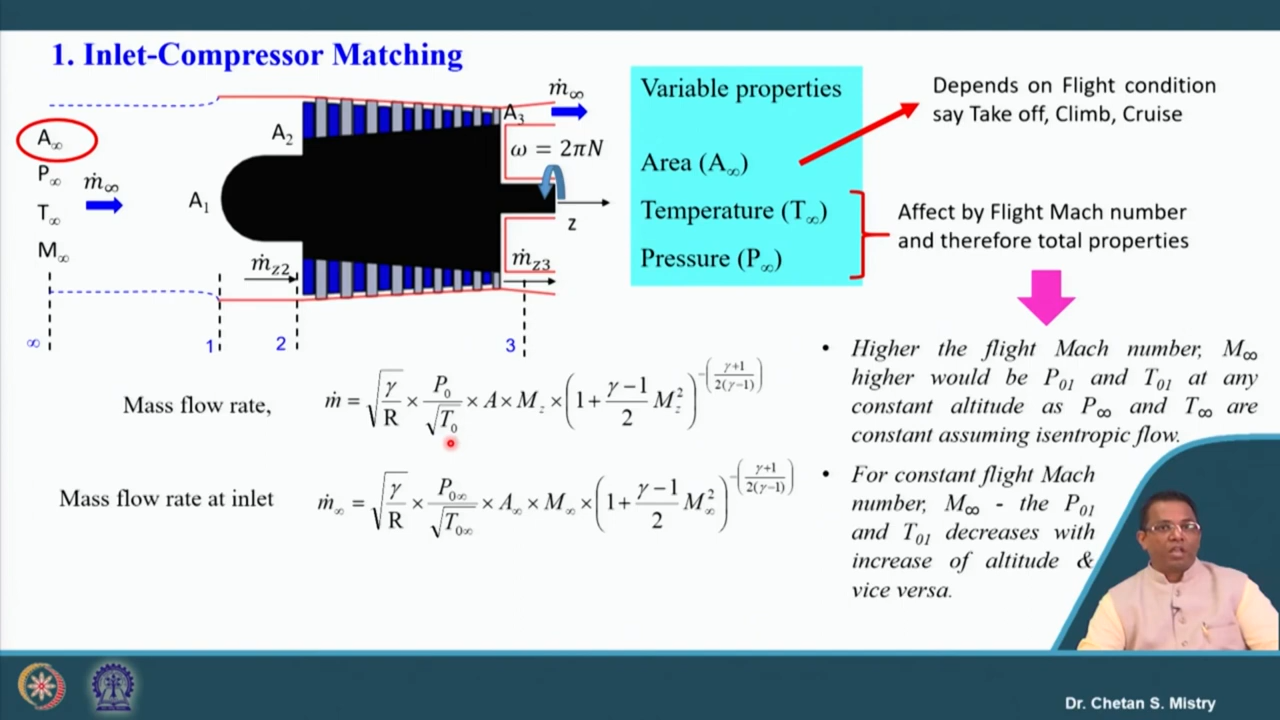 1. Inlet-Compressor Matching
A∞
P∞
T∞
M∞
ṁ∞
A₁
A₂
A₃
ṁ∞
ω = 2πN
z
ṁz2
ṁz3
∞
1
2
3
Variable properties
Area (A∞)
Temperature (T∞)
Pressure (P∞)
Depends on Flight condition
say Take off, Climb, Cruise
Affect by Flight Mach number
and therefore total properties
Mass flow rate, ṁ = √(γ/R) × P₀/√T₀ × A × M_z × (1 + (γ−1)/2 M_z²)^−((γ+1)/(2(γ−1)))
Mass flow rate at inlet ṁ∞ = √(γ/R) × P₀∞/√T₀∞ × A∞ × M∞ × (1 + (γ−1)/2 M∞²)^−((γ+1)/(2(γ−1)))
• Higher the flight Mach number, M∞
higher would be P01 and T01 at any
constant altitude as P∞ and T∞ are
constant assuming isentropic flow.
• For constant flight Mach
number, M∞ - the P01
and T01 decreases with
increase of altitude &
vice versa.
Dr. Chetan S. Mistry